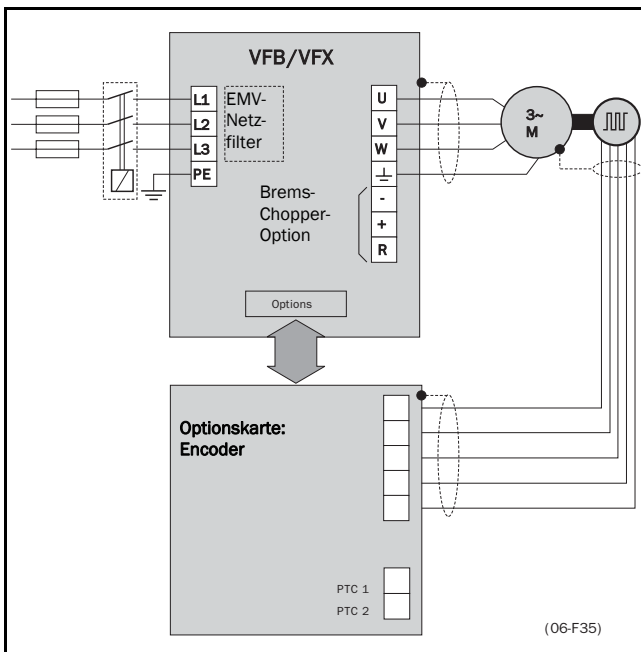 VFB/VFX
L1
L2
L3
PE
EMV-
Netz-
filter
U
V
W
-
+
R
Brems-
Chopper-
Option
3~
M
Options
Optionskarte:
Encoder
PTC 1
PTC 2
(06-F35)